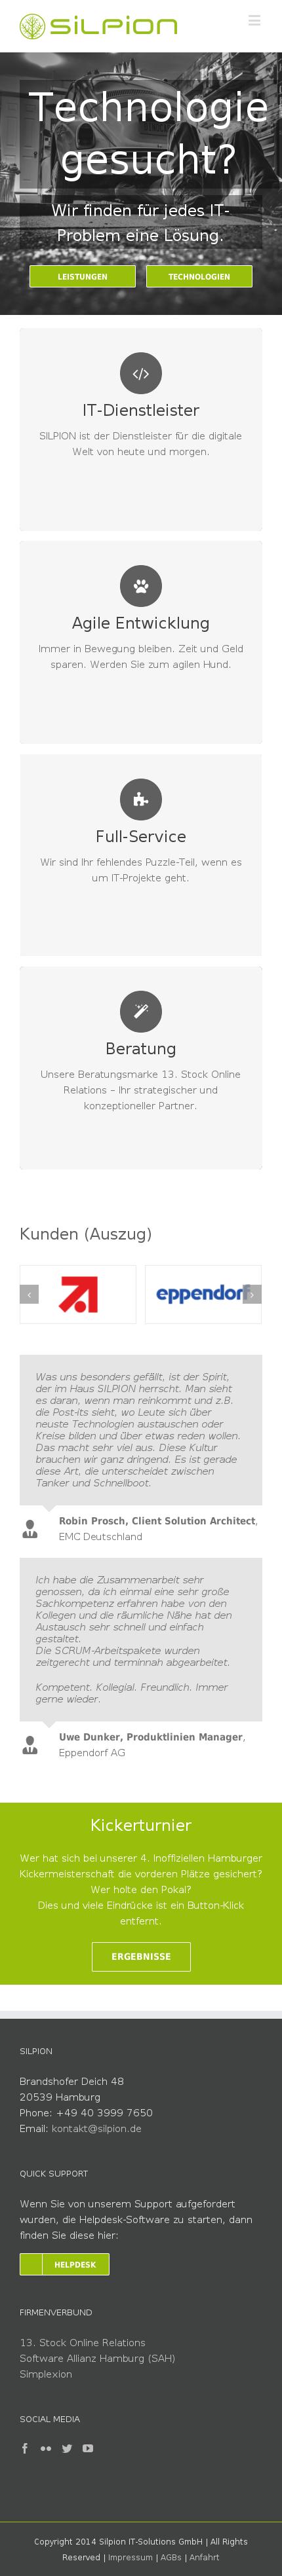 SILPION
Technologie
gesucht?
Wir finden für jedes IT-
Problem eine Lösung.
LEISTUNGEN
TECHNOLOGIEN
IT-Dienstleister
SILPION ist der Dienstleister für die digitale
Welt von heute und morgen.
Agile Entwicklung
Immer in Bewegung bleiben. Zeit und Geld
sparen. Werden Sie zum agilen Hund.
Full-Service
Wir sind Ihr fehlendes Puzzle-Teil, wenn es
um IT-Projekte geht.
Beratung
Unsere Beratungsmarke 13. Stock Online
Relations – Ihr strategischer und
konzeptioneller Partner.
Kunden (Auszug)
eppendorf
Was uns besonders gefällt, ist der Spirit,
der im Haus SILPION herrscht. Man sieht
es daran, wenn man reinkommt und z.B.
die Post-its sieht, wo Leute sich über
neuste Technologien austauschen oder
Kreise bilden und über etwas reden wollen.
Das macht sehr viel aus. Diese Kultur
brauchen wir ganz dringend. Es ist gerade
diese Art, die unterscheidet zwischen
Tanker und Schnellboot.
Robin Prosch, Client Solution Architect,
EMC Deutschland
Ich habe die Zusammenarbeit sehr
genossen, da ich einmal eine sehr große
Sachkompetenz erfahren habe von den
Kollegen und die räumliche Nähe hat den
Austausch sehr schnell und einfach
gestaltet.
Die SCRUM-Arbeitspakete wurden
zeitgerecht und terminnah abgearbeitet.
Kompetent. Kollegial. Freundlich. Immer
gerne wieder.
Uwe Dunker, Produktlinien Manager,
Eppendorf AG
Kickerturnier
Wer hat sich bei unserer 4. Inoffiziellen Hamburger
Kickermeisterschaft die vorderen Plätze gesichert?
Wer holte den Pokal?
Dies und viele Eindrücke ist ein Button-Klick
entfernt.
ERGEBNISSE
SILPION
Brandshofer Deich 48
20539 Hamburg
Phone: +49 40 3999 7650
Email: kontakt@silpion.de
QUICK SUPPORT
Wenn Sie von unserem Support aufgefordert
wurden, die Helpdesk-Software zu starten, dann
finden Sie diese hier:
HELPDESK
FIRMENVERBUND
13. Stock Online Relations
Software Allianz Hamburg (SAH)
Simplexion
SOCIAL MEDIA
Copyright 2014 Silpion IT-Solutions GmbH | All Rights
Reserved | Impressum | AGBs | Anfahrt